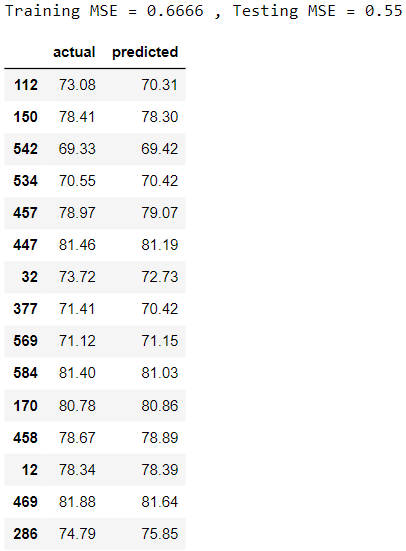 Training MSE = 0.6666 , Testing MSE = 0.55
actual predicted
112 73.08 70.31
150 78.41 78.30
542 69.33 69.42
534 70.55 70.42
457 78.97 79.07
447 81.46 81.19
32 73.72 72.73
377 71.41 70.42
569 71.12 71.15
584 81.40 81.03
170 80.78 80.86
458 78.67 78.89
12 78.34 78.39
469 81.88 81.64
286 74.79 75.85